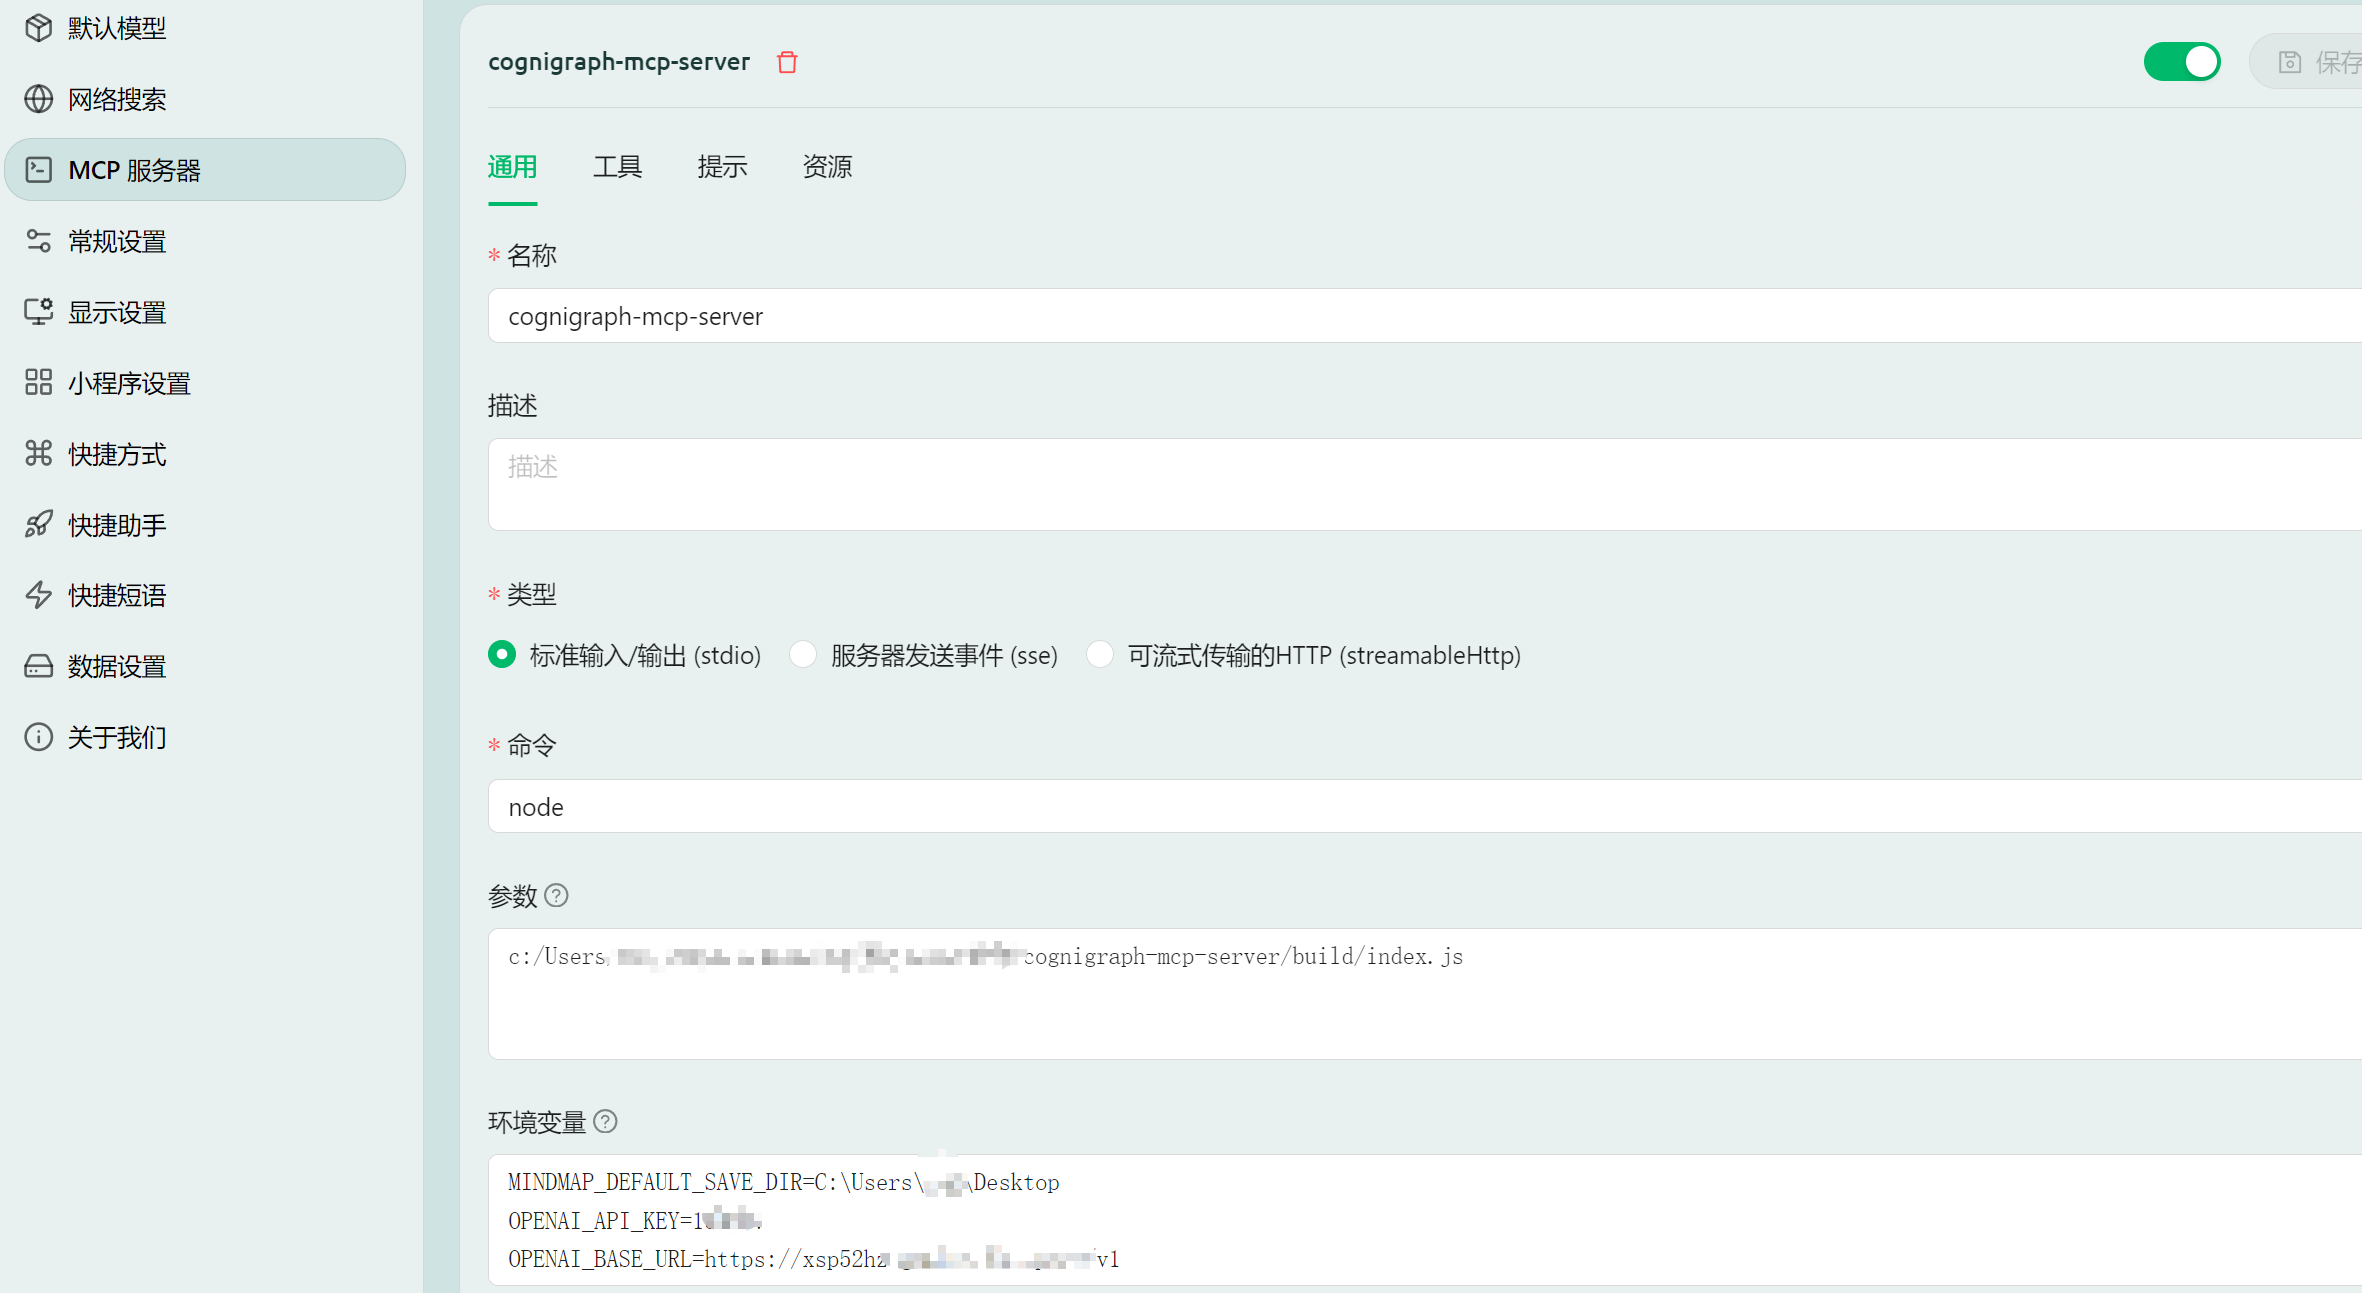 默认模型
网络搜索
MCP 服务器
常规设置
显示设置
小程序设置
快捷方式
快捷助手
快捷短语
数据设置
关于我们
cognigraph-mcp-server
保存
通用 工具 提示 资源
* 名称
cognigraph-mcp-server
描述
描述
* 类型
标准输入/输出 (stdio) 服务器发送事件 (sse) 可流式传输的HTTP (streamableHttp)
* 命令
node
参数
c:/Users cognigraph-mcp-server/build/index.js
环境变量
MINDMAP_DEFAULT_SAVE_DIR=C:\Users\ \Desktop
OPENAI_API_KEY=1
OPENAI_BASE_URL=https://xsp52hz v1